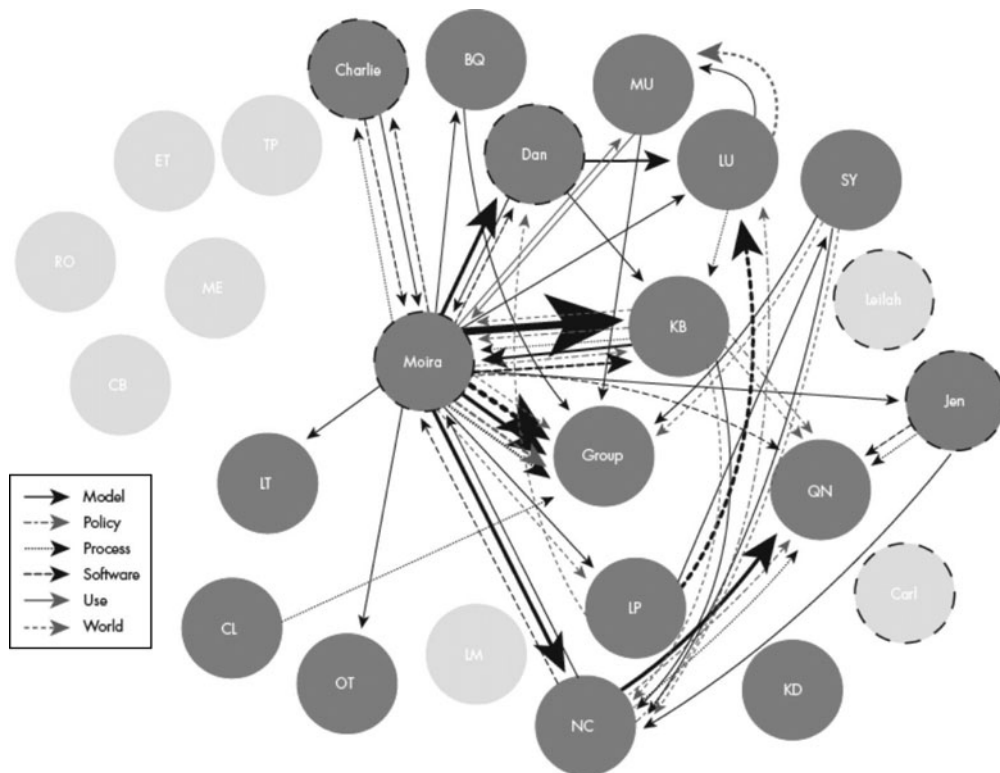 Charlie
BQ
MU
TP
ET
Dan
LU
SY
RO
ME
Leilah
KB
Moira
CB
Jen
Group
LT
QN
Model
Policy
Process
Software
Use
World
Carl
LP
CL
LM
OT
KD
NC